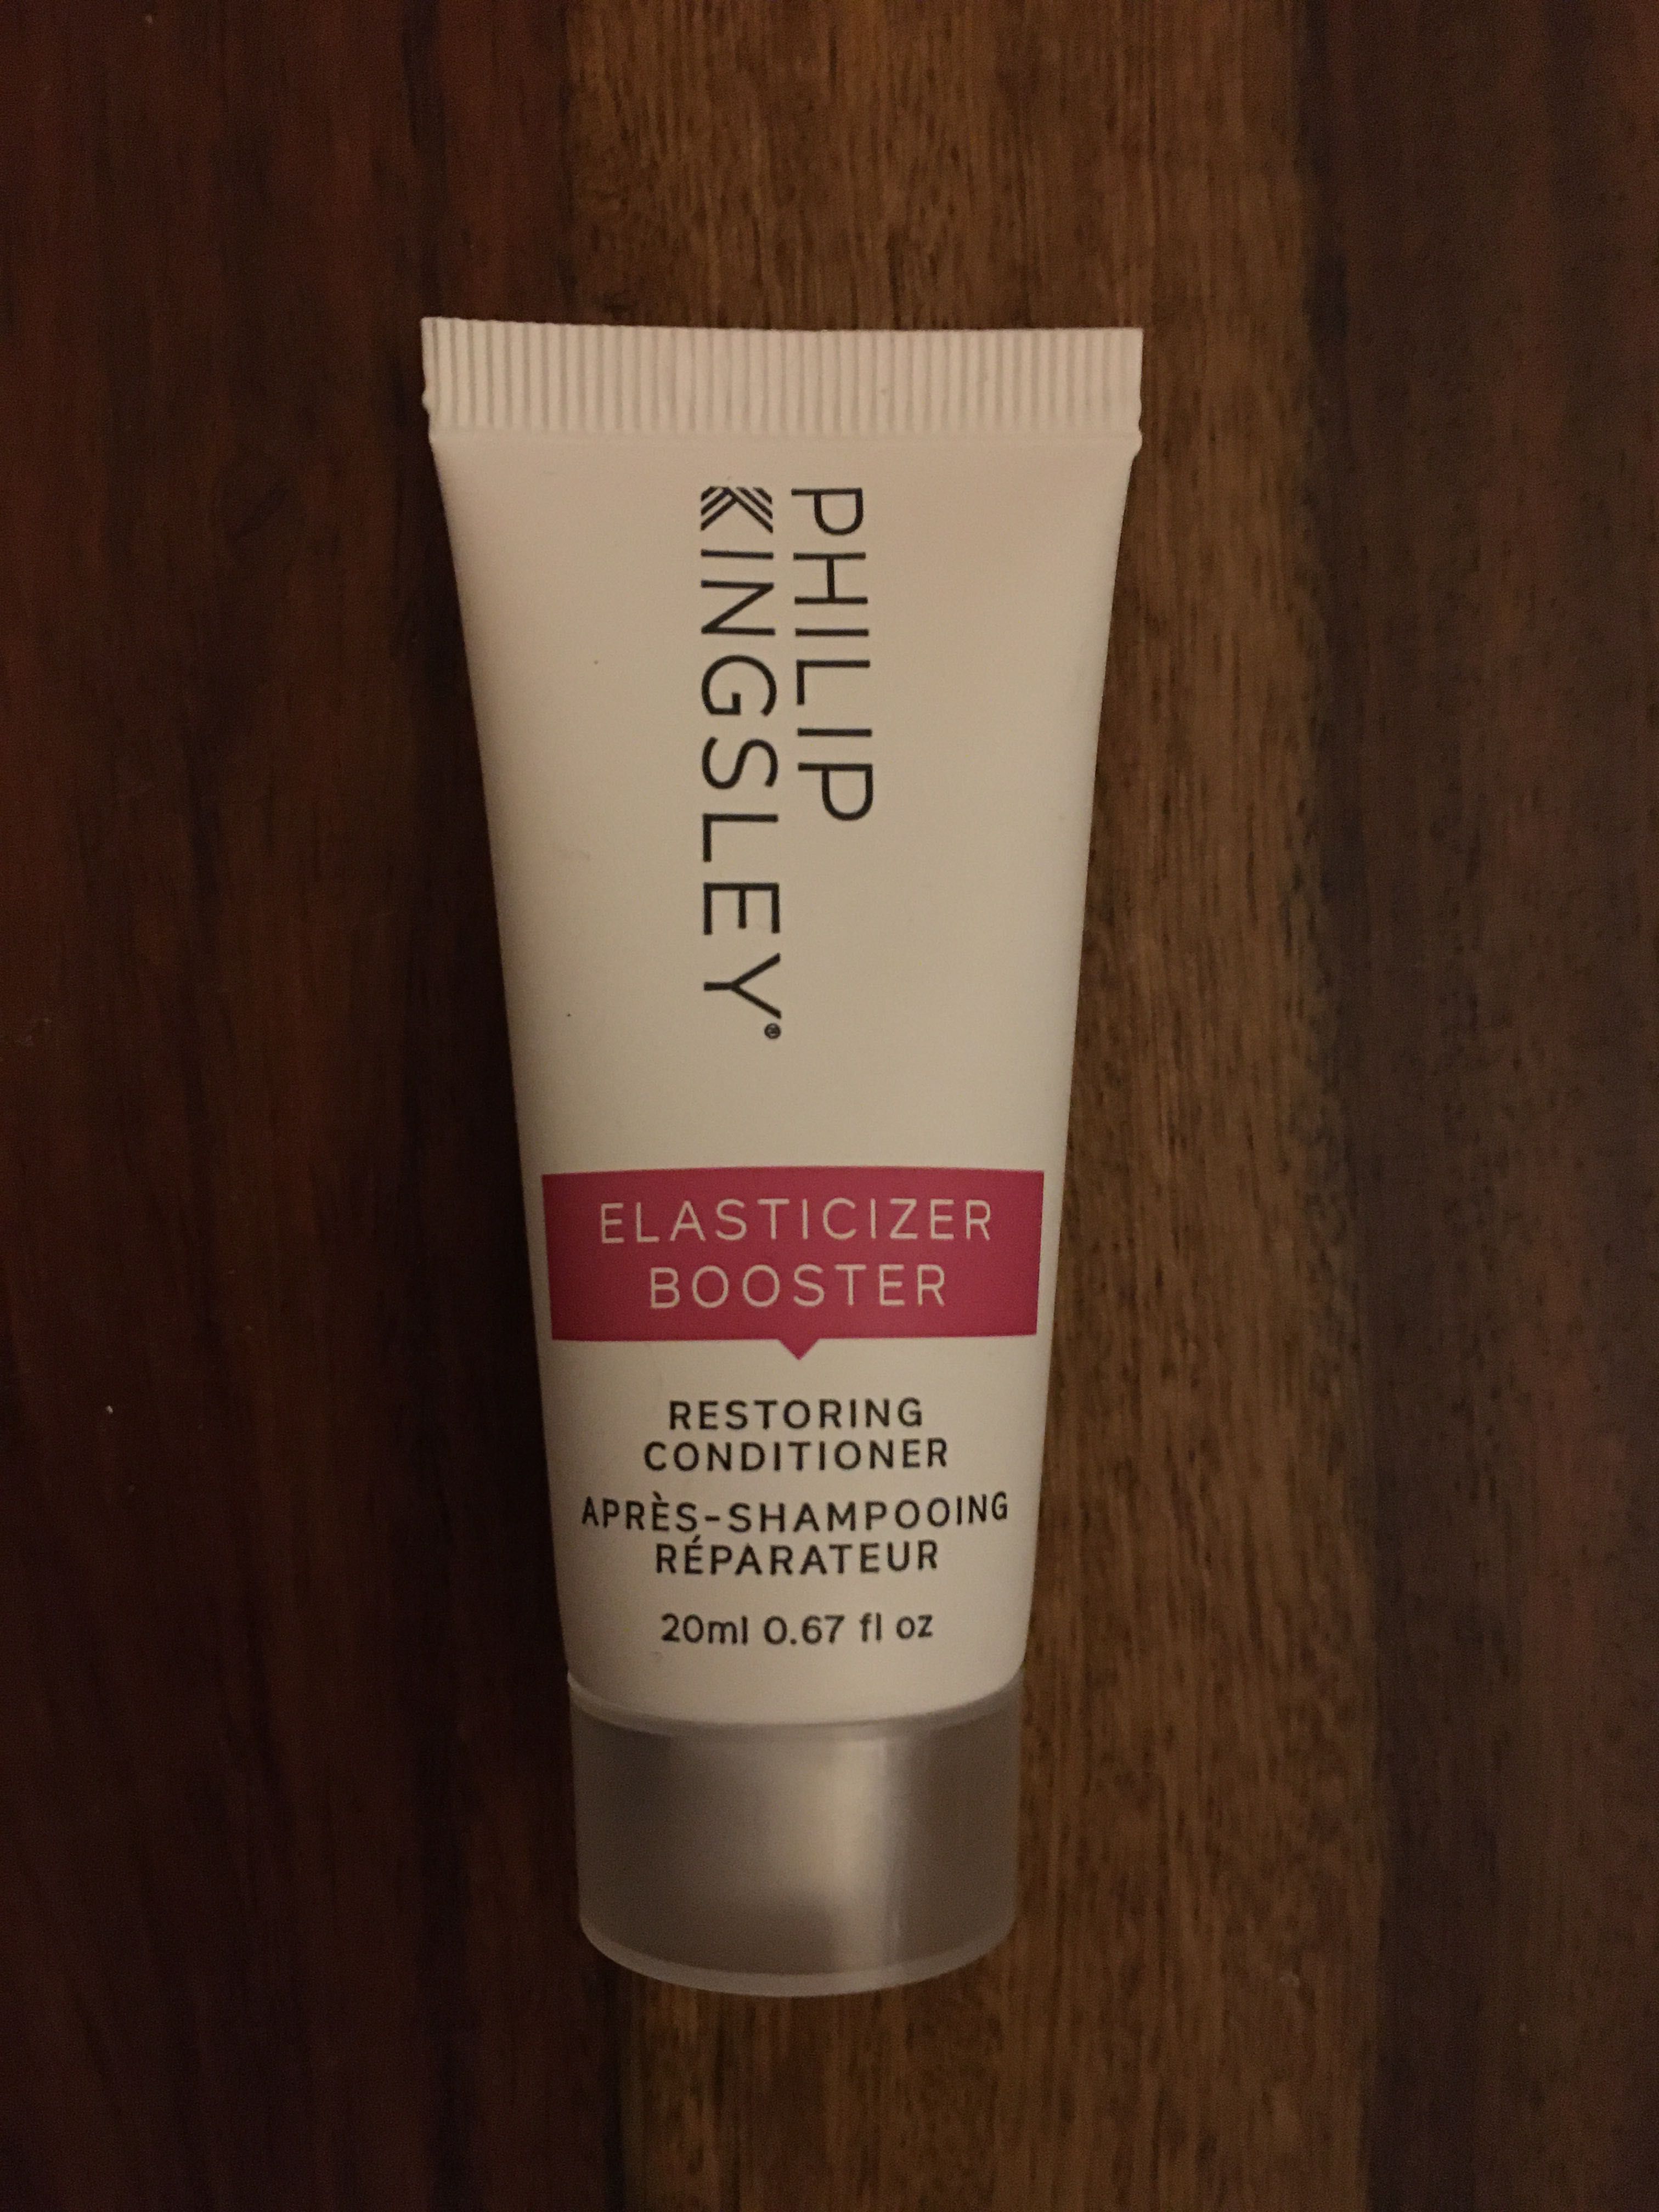 PHILIP
KINGSLEY®
ELASTICIZER
BOOSTER
RESTORING
CONDITIONER
APRÈS-SHAMPOOING
RÉPARATEUR
20ml 0.67 fl oz